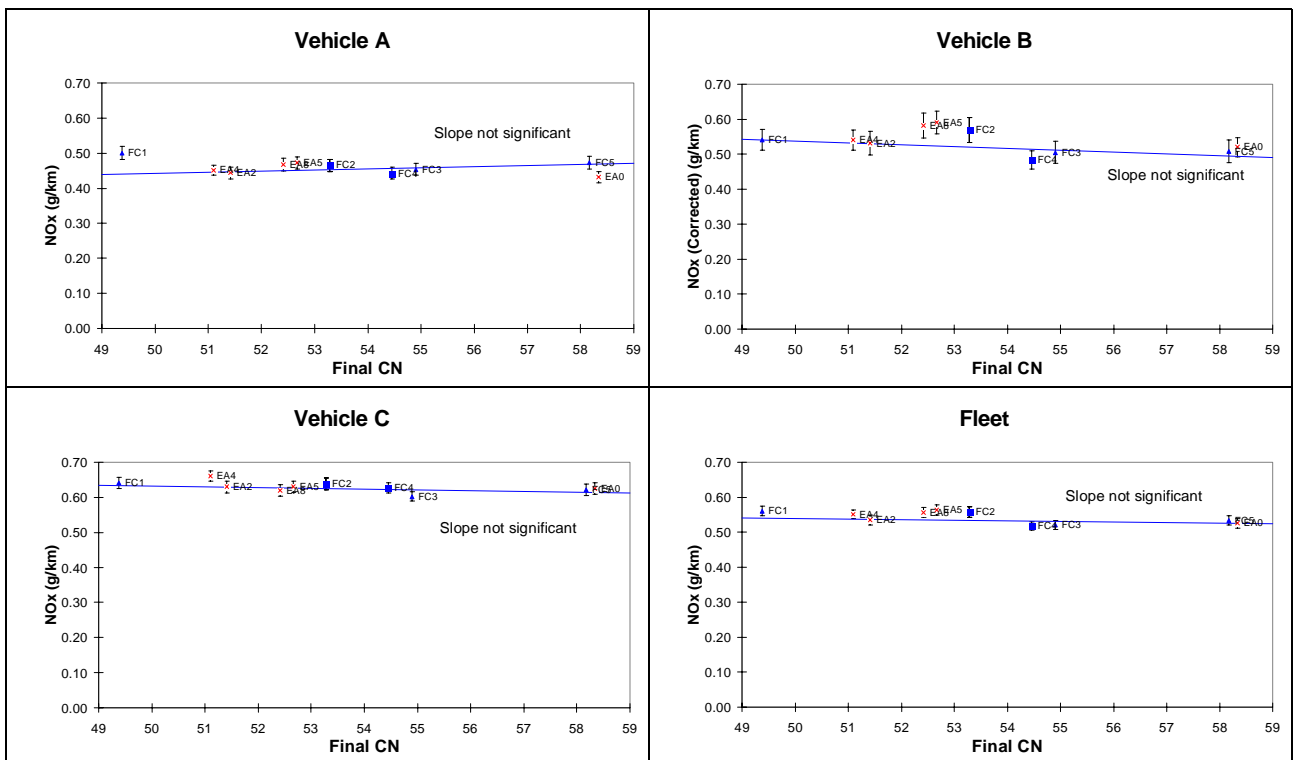 Vehicle A
0.70
0.60
0.50
0.40
0.30
0.20
0.10
0.00
NOx (g/km)
Slope not significant
FC1
EA4
EA2
EA5
FC2
FC4
FC3
FC5
EA0
49 50 51 52 53 54 55 56 57 58 59
Final CN
Vehicle B
0.70
0.60
0.50
0.40
0.30
0.20
0.10
0.00
NOx (Corrected) (g/km)
FC1
EA4
EA2
EA5
FC2
FC4
FC3
EA0
FC5
Slope not significant
49 50 51 52 53 54 55 56 57 58 59
Final CN
Vehicle C
0.70
0.60
0.50
0.40
0.30
0.20
0.10
0.00
NOx (g/km)
FC1
EA4
EA2
EA5
FC2
FC4
FC3
EA0
Slope not significant
49 50 51 52 53 54 55 56 57 58 59
Final CN
Fleet
0.70
0.60
0.50
0.40
0.30
0.20
0.10
0.00
NOx (g/km)
Slope not significant
FC1
EA4
EA2
EA5
FC2
FC4
FC3
FC5
EA0
49 50 51 52 53 54 55 56 57 58 59
Final CN